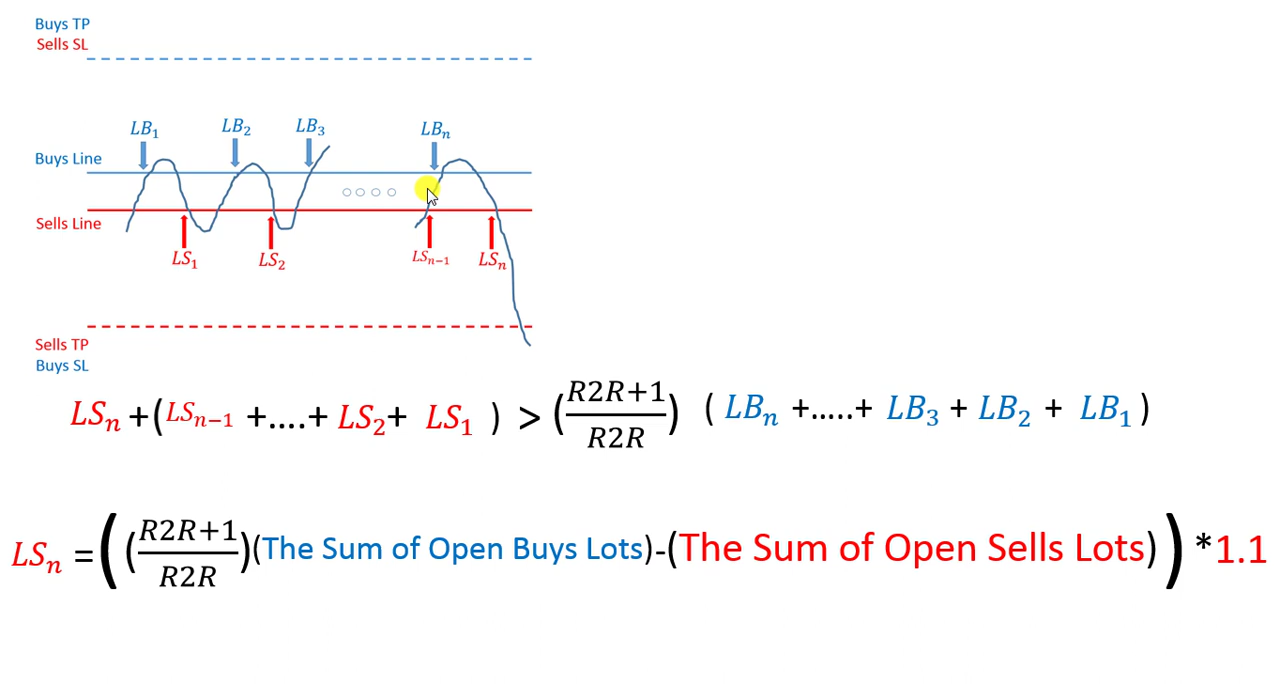 Buys TP
Sells SL
LB₁ LB₂ LB₃ LBₙ
Buys Line
Sells Line
LS₁ LS₂ LSₙ₋₁ LSₙ
Sells TP
Buys SL
LSₙ +(LSₙ₋₁ +....+ LS₂+ LS₁ ) > (R2R+1/R2R) ( LBₙ +.....+ LB₃ + LB₂ + LB₁ )
LSₙ =((R2R+1/R2R)(The Sum of Open Buys Lots)-(The Sum of Open Sells Lots)) *1.1